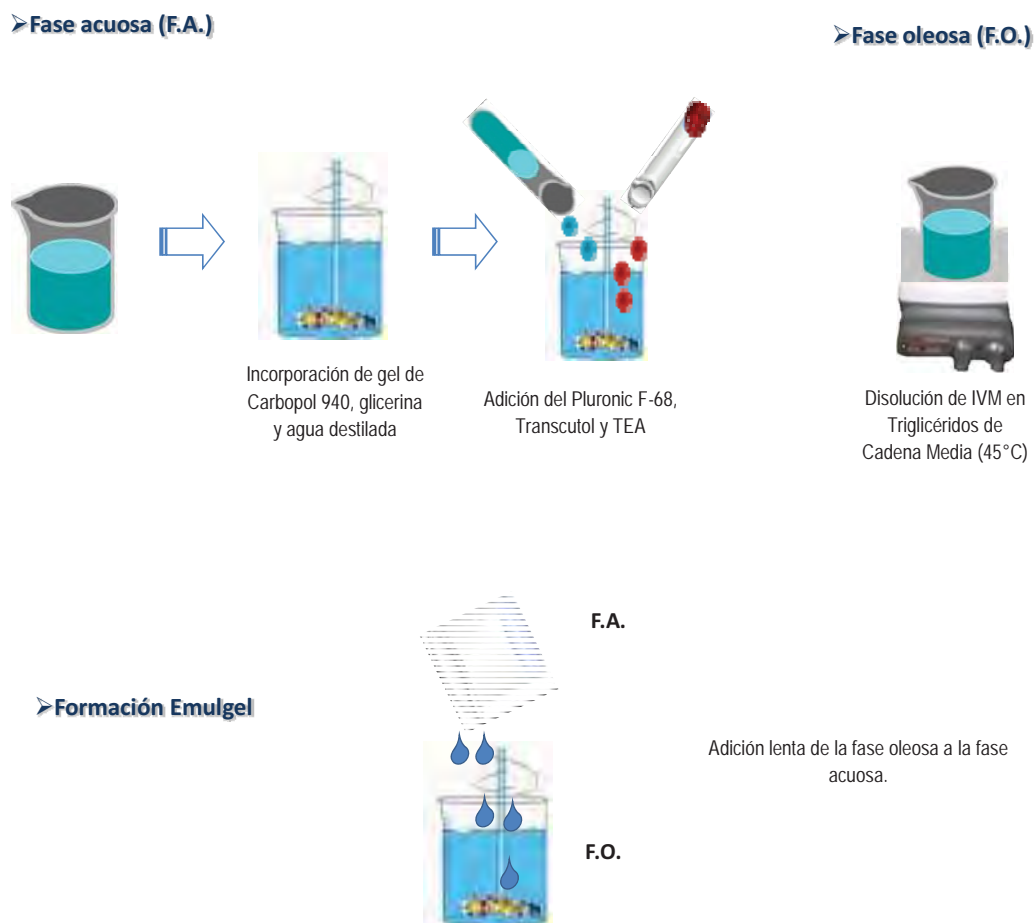 ➢Fase acuosa (F.A.)
➢Fase oleosa (F.O.)
Incorporación de gel de
Carbopol 940, glicerina
y agua destilada
Adición del Pluronic F-68,
Transcutol y TEA
Disolución de IVM en
Triglicéridos de
Cadena Media (45°C)
➢Formación Emulgel
F.A.
F.O.
Adición lenta de la fase oleosa a la fase
acuosa.